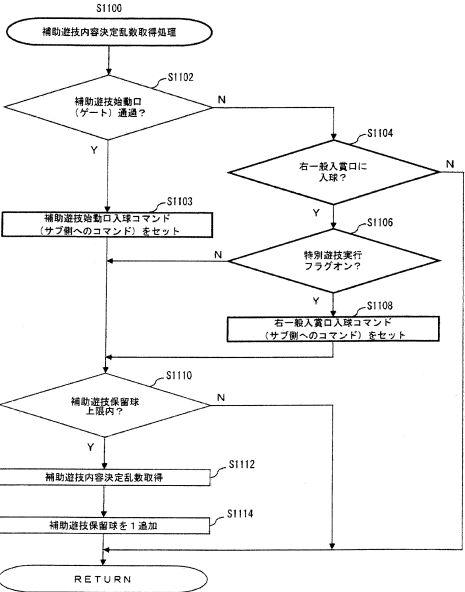 S1100
補助遊技内容決定乱数取得処理
S1102
補助遊技始動口
(ゲート)通過?
N
Y
S1104
右一般入賞口に
入球?
N
Y
S1103
補助遊技始動口入球コマンド
(サブ側へのコマンド)をセット
S1106
特別遊技実行
フラグオン?
N
Y
S1108
右一般入賞口入球コマンド
(サブ側へのコマンド)をセット
S1110
補助遊技保留球
上限内?
N
Y
S1112
補助遊技内容決定乱数取得
S1114
補助遊技保留球を1追加
RETURN